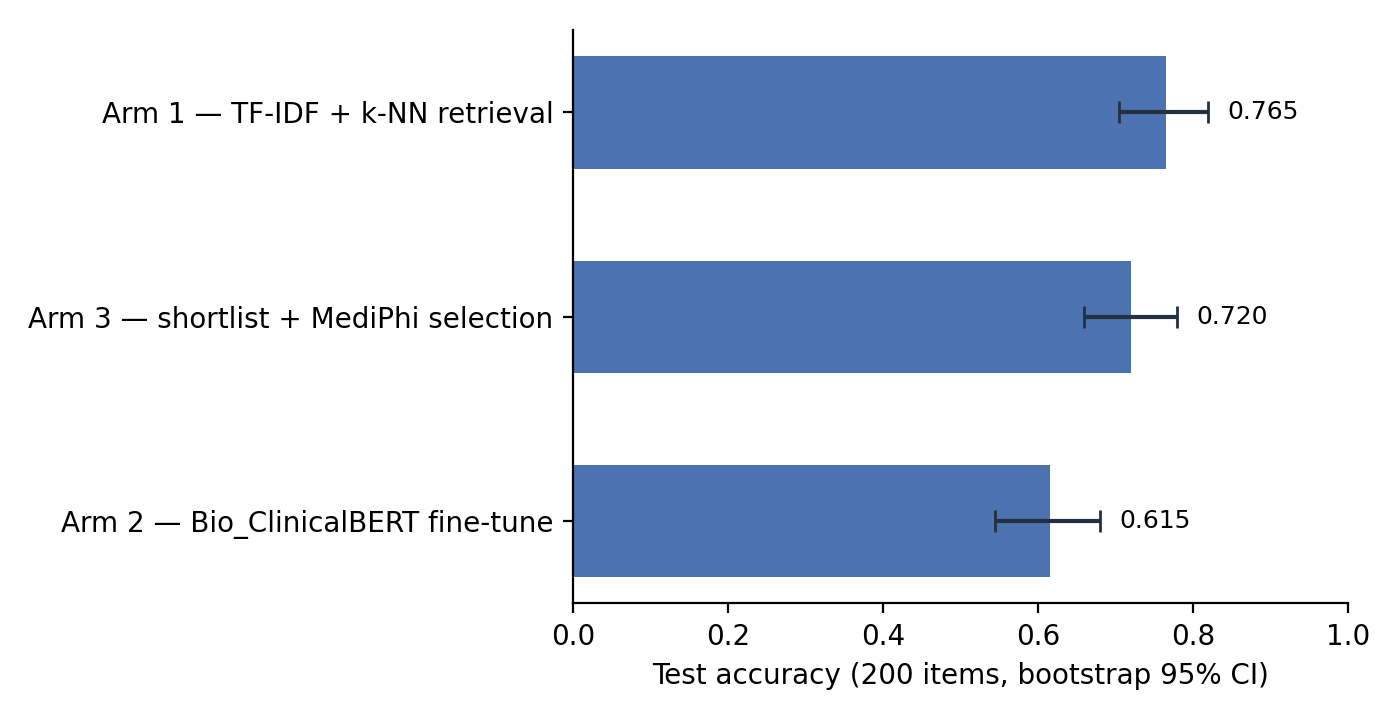 Arm 1 — TF-IDF + k-NN retrieval
0.765
Arm 3 — shortlist + MediPhi selection
0.720
Arm 2 — Bio_ClinicalBERT fine-tune
0.615
0.0 0.2 0.4 0.6 0.8 1.0
Test accuracy (200 items, bootstrap 95% CI)